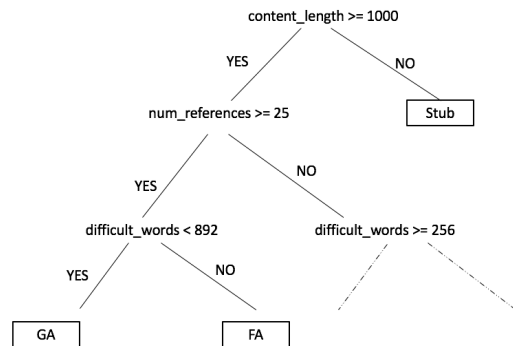 content_length >= 1000
YES
NO
num_references >= 25
Stub
YES
NO
difficult_words < 892
difficult_words >= 256
YES
NO
GA
FA